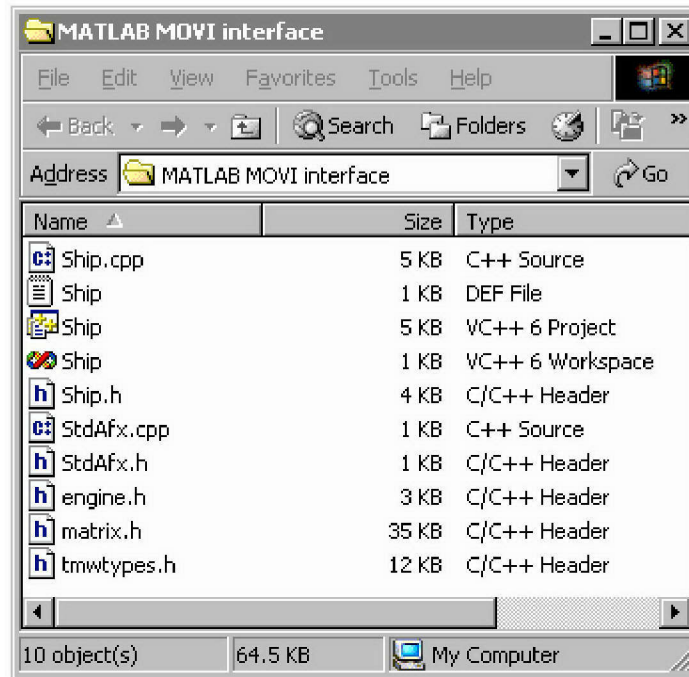 MATLAB MOVI interface
File Edit View Favorites Tools Help
Back Search Folders »
Address MATLAB MOVI interface Go
Name Size Type
Ship.cpp 5 KB C++ Source
Ship 1 KB DEF File
Ship 5 KB VC++ 6 Project
Ship 1 KB VC++ 6 Workspace
Ship.h 4 KB C/C++ Header
StdAfx.cpp 1 KB C++ Source
StdAfx.h 1 KB C/C++ Header
engine.h 3 KB C/C++ Header
matrix.h 35 KB C/C++ Header
tmwtypes.h 12 KB C/C++ Header
10 object(s) 64.5 KB My Computer